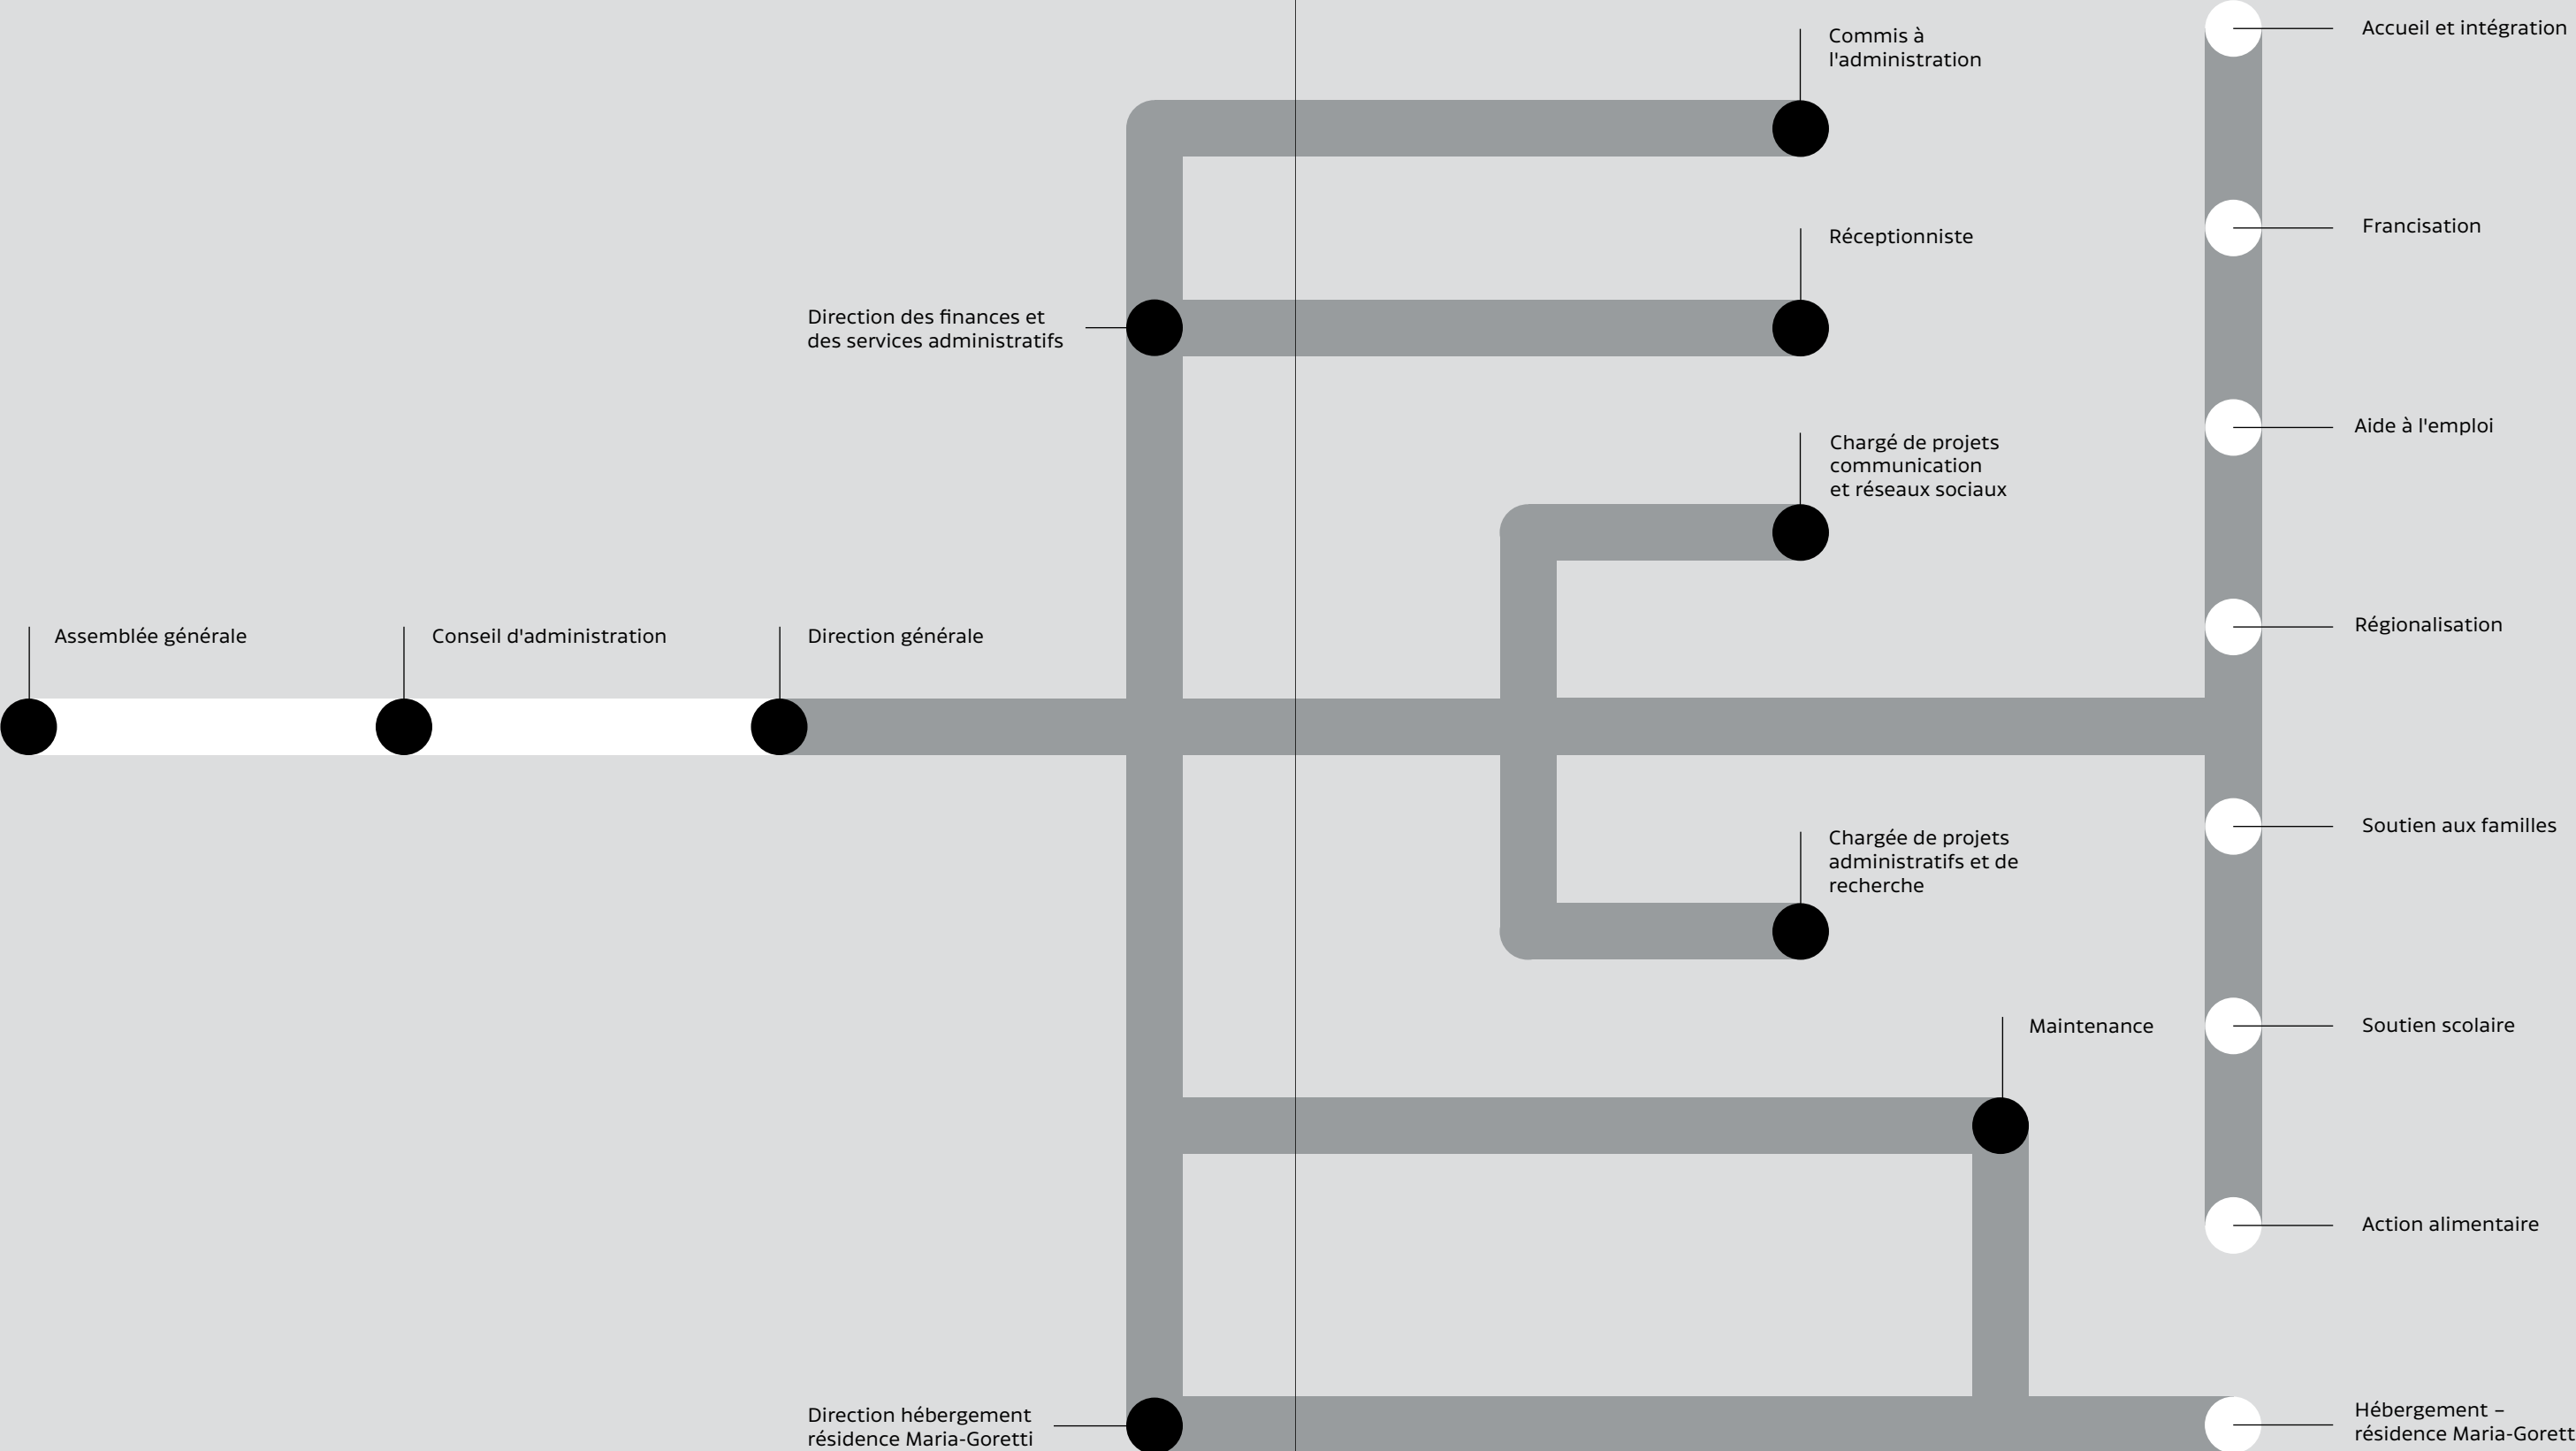 Assemblée générale
Conseil d'administration
Direction générale
Direction des finances et
des services administratifs
Direction hébergement
résidence Maria-Goretti
Commis à
l'administration
Réceptionniste
Chargé de projets
communication
et réseaux sociaux
Chargée de projets
administratifs et de
recherche
Maintenance
Accueil et intégration
Francisation
Aide à l'emploi
Régionalisation
Soutien aux familles
Soutien scolaire
Action alimentaire
Hébergement –
résidence Maria-Gorett